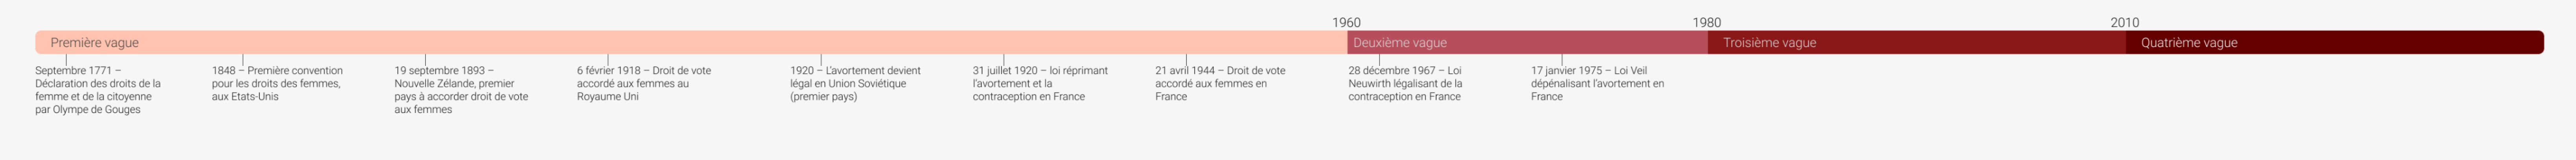 1960
1980
2010
Première vague
Deuxième vague
Troisième vague
Quatrième vague
Septembre 1771 –
Déclaration des droits de la
femme et de la citoyenne
par Olympe de Gouges
1848 – Première convention
pour les droits des femmes,
aux Etats-Unis
19 septembre 1893 –
Nouvelle Zélande, premier
pays à accorder droit de vote
aux femmes
6 février 1918 – Droit de vote
accordé aux femmes au
Royaume Uni
1920 – L'avortement devient
légal en Union Soviétique
(premier pays)
31 juillet 1920 – loi réprimant
l'avortement et la
contraception en France
21 avril 1944 – Droit de vote
accordé aux femmes en
France
28 décembre 1967 – Loi
Neuwirth légalisant de la
contraception en France
17 janvier 1975 – Loi Veil
dépénalisant l'avortement en
France